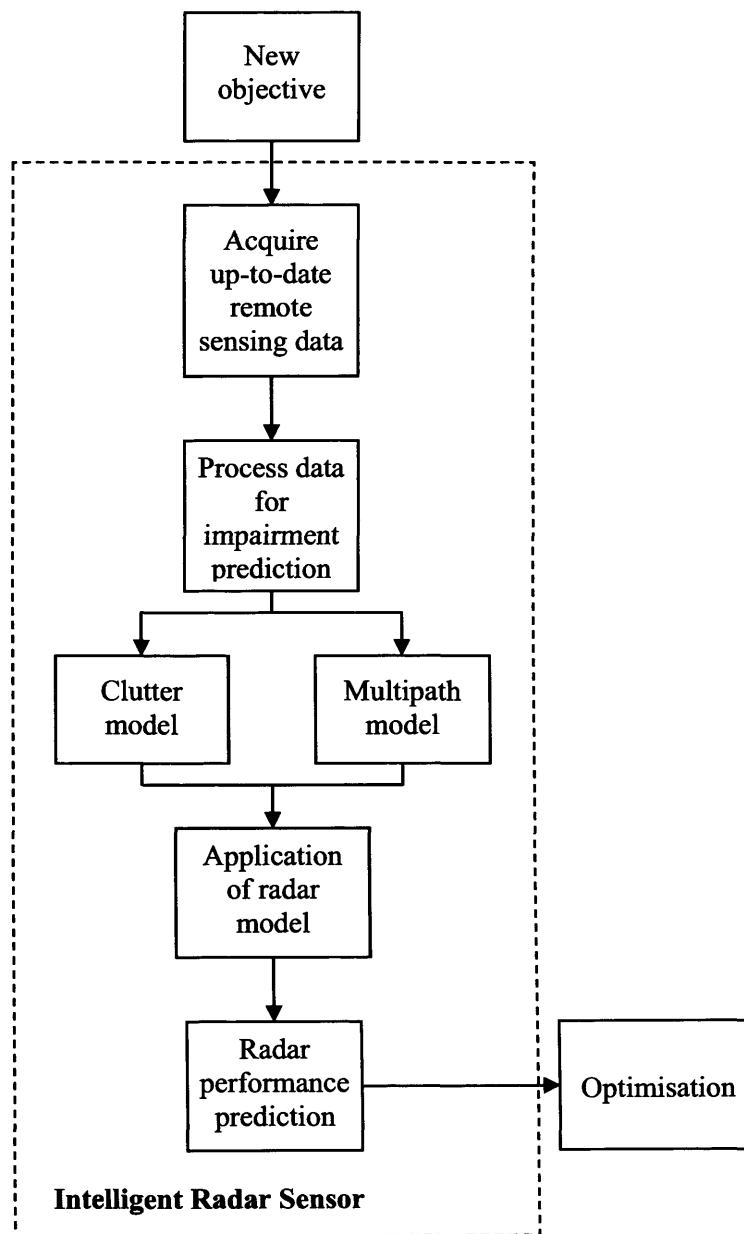 New
objective
Acquire
up-to-date
remote
sensing data
Process data
for
impairment
prediction
Clutter
model
Multipath
model
Application
of radar
model
Radar
performance
prediction
Optimisation
Intelligent Radar Sensor